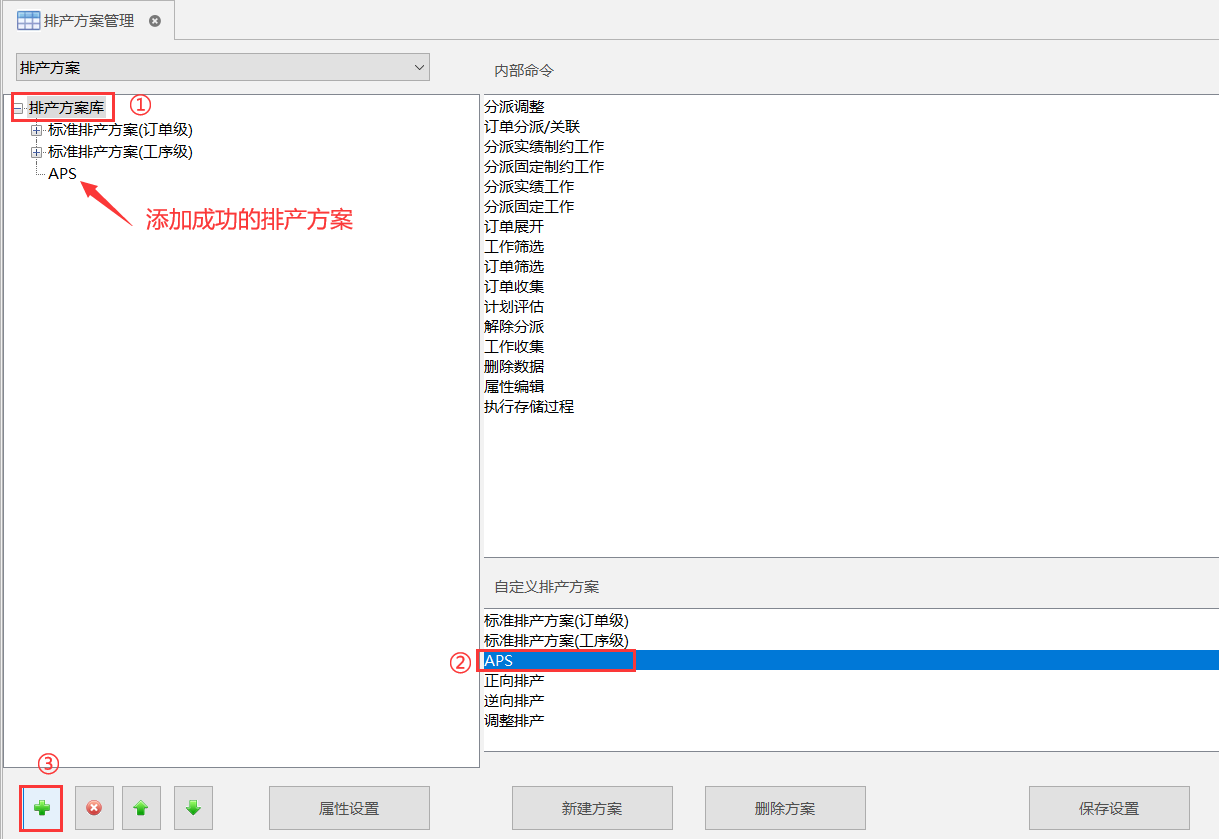 排产方案管理
排产方案
内部命令
排产方案库
①
标准排产方案(订单级)
标准排产方案(工序级)
APS
添加成功的排产方案
分派调整
订单分派/关联
分派实绩制约工作
分派固定制约工作
分派实绩工作
分派固定工作
订单展开
工作筛选
订单筛选
订单收集
计划评估
解除分派
工作收集
删除数据
属性编辑
执行存储过程
自定义排产方案
标准排产方案(订单级)
标准排产方案(工序级)
②
APS
正向排产
逆向排产
调整排产
③
属性设置
新建方案
删除方案
保存设置